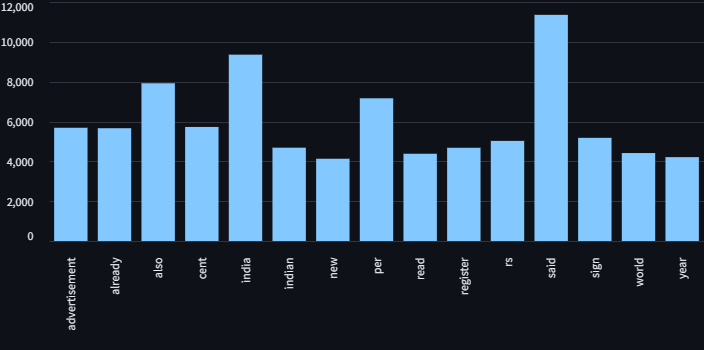 12,000
10,000
8,000
6,000
4,000
2,000
0
advertisement
already
also
cent
india
indian
new
per
read
register
rs
said
sign
world
year